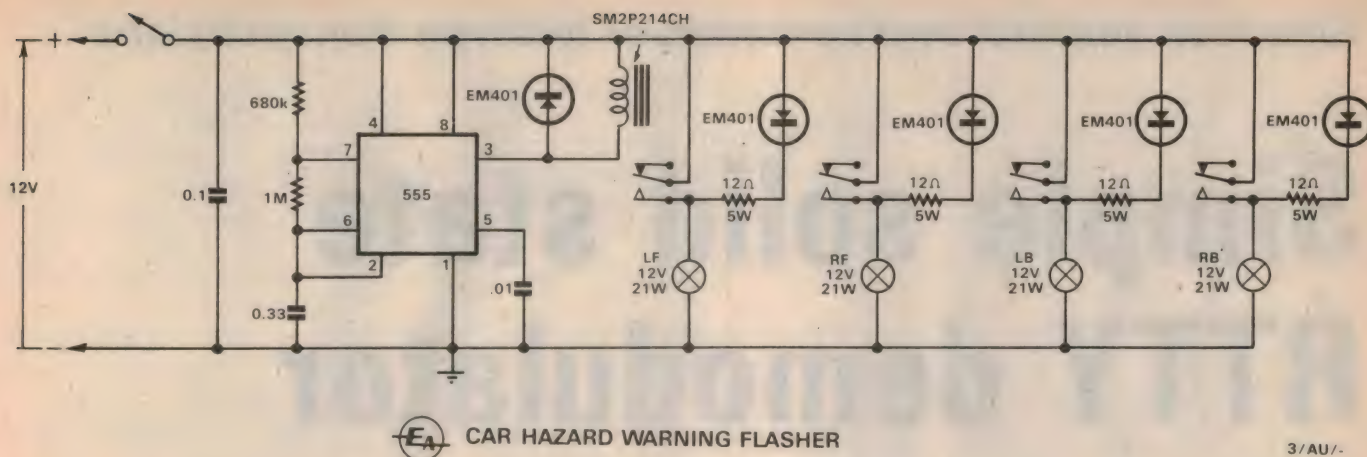 SM2P214CH
+
12V
-
0.1
680k
1M
0.33
4
8
7
3
555
6
5
2
1
.01
EM401
EM401
EM401
EM401
EM401
12Ω
5W
12Ω
5W
12Ω
5W
12Ω
5W
LF
12V
21W
RF
12V
21W
LB
12V
21W
RB
12V
21W
EA CAR HAZARD WARNING FLASHER
3/AU/-